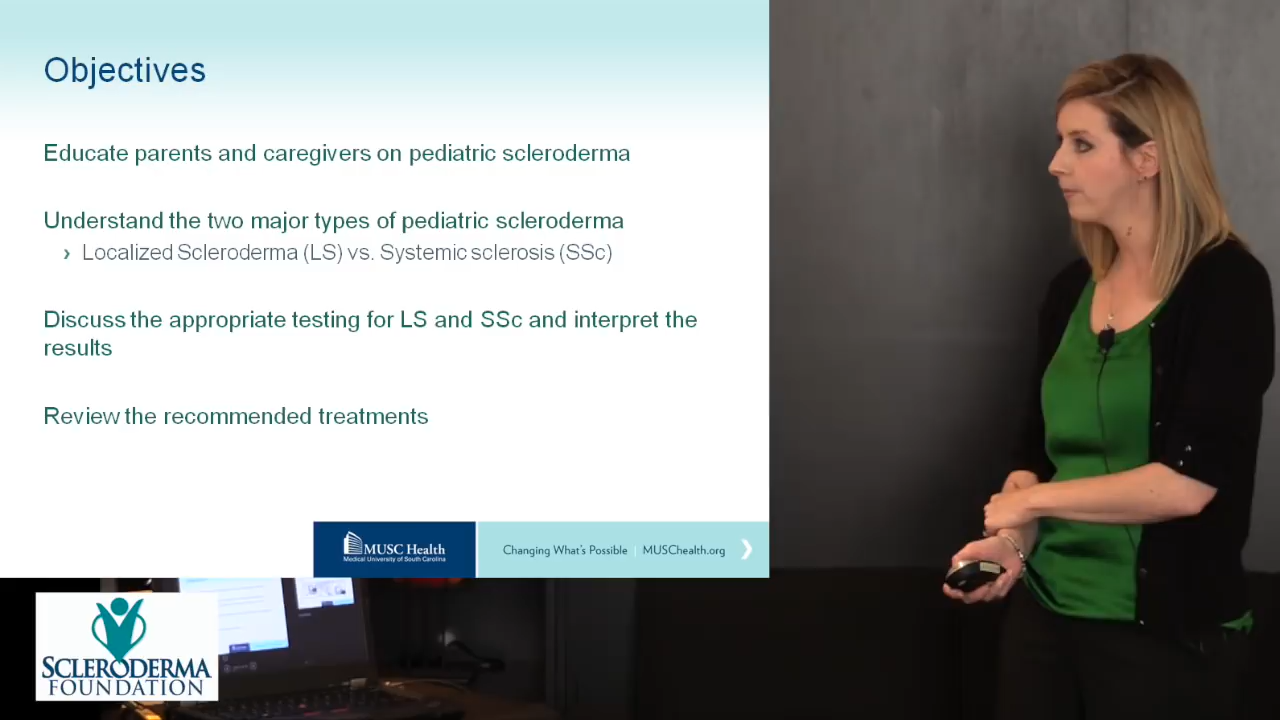 Objectives
Educate parents and caregivers on pediatric scleroderma
Understand the two major types of pediatric scleroderma
› Localized Scleroderma (LS) vs. Systemic sclerosis (SSc)
Discuss the appropriate testing for LS and SSc and interpret the
results
Review the recommended treatments
MUSC Health
Medical University of South Carolina
Changing What's Possible | MUSChealth.org
SCLERODERMA
FOUNDATION